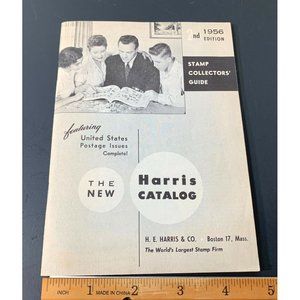 nd 1956
EDITION
STAMP
COLLECTORS'
GUIDE
featuring
United States
Postage Issues
Complete!
THE
NEW
Harris
CATALOG
H. E. HARRIS & CO. Boston 17, Mass.
The World's Largest Stamp Firm
INCH MADE IN CHINA 1 2 3 4 5